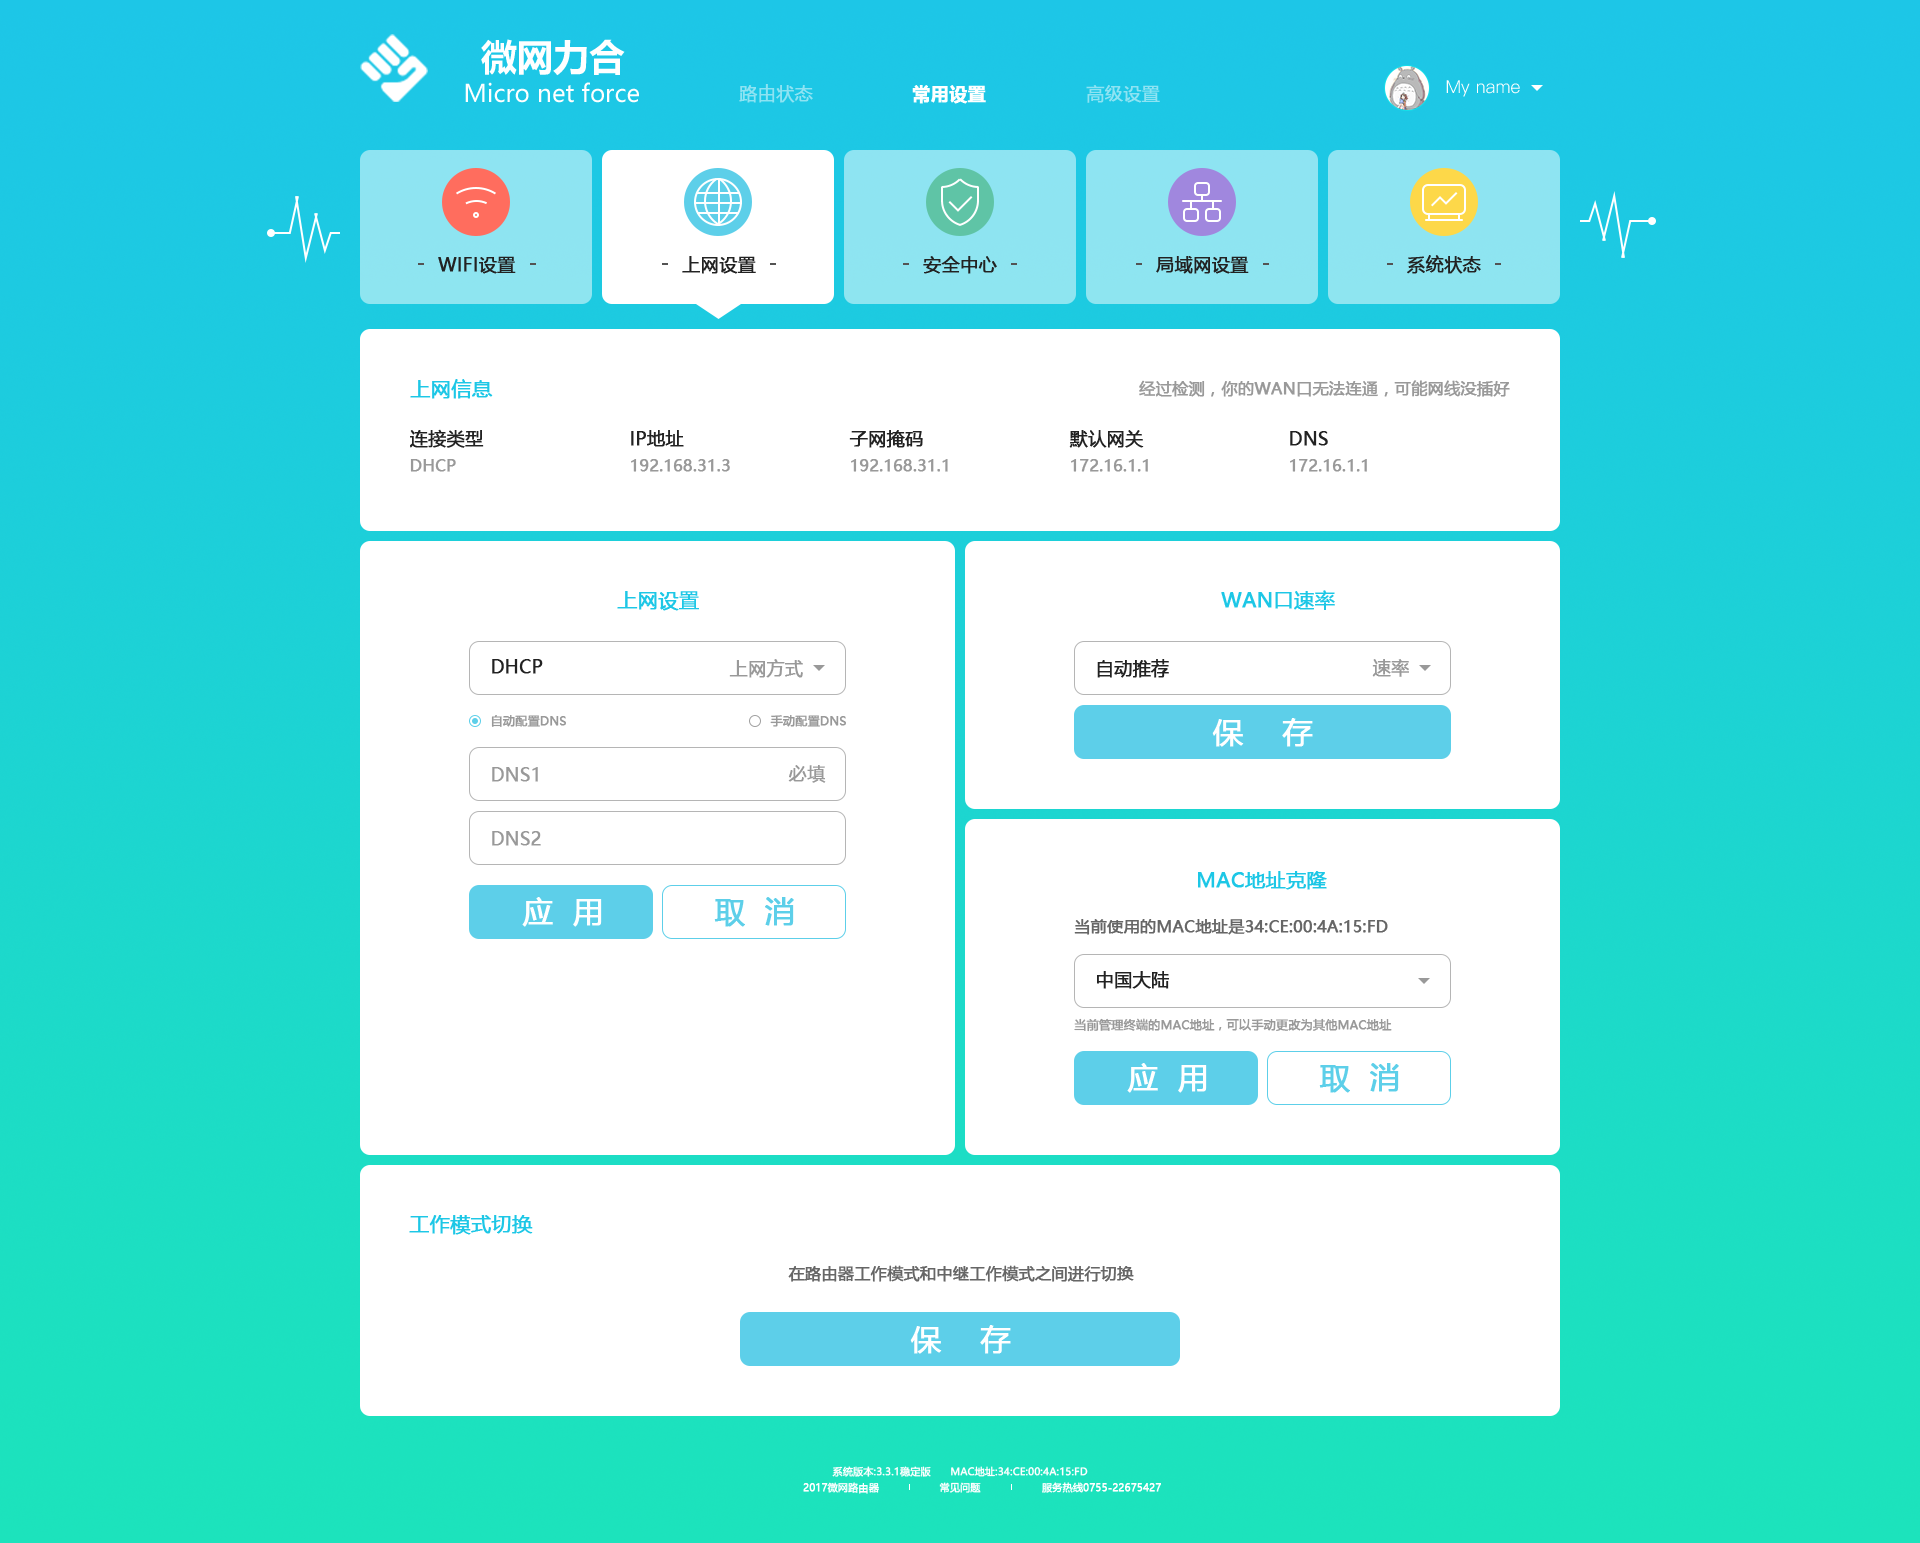 微网力合
Micro net force
路由状态 常用设置 高级设置
My name
- WIFI设置 - - 上网设置 - - 安全中心 - - 局域网设置 - - 系统状态 -
上网信息 经过检测，你的WAN口无法连通，可能网线没插好
连接类型 IP地址 子网掩码 默认网关 DNS
DHCP 192.168.31.3 192.168.31.1 172.16.1.1 172.16.1.1
上网设置
DHCP 上网方式
自动配置DNS 手动配置DNS
DNS1 必填
DNS2
应 用 取 消
WAN口速率
自动推荐 速率
保 存
MAC地址克隆
当前使用的MAC地址是34:CE:00:4A:15:FD
中国大陆
当前管理终端的MAC地址，可以手动更改为其他MAC地址
应 用 取 消
工作模式切换
在路由器工作模式和中继工作模式之间进行切换
保 存
系统版本:3.3.1稳定版 MAC地址:34:CE:00:4A:15:FD
2017微网路由器 | 常见问题 | 服务热线0755-22675427